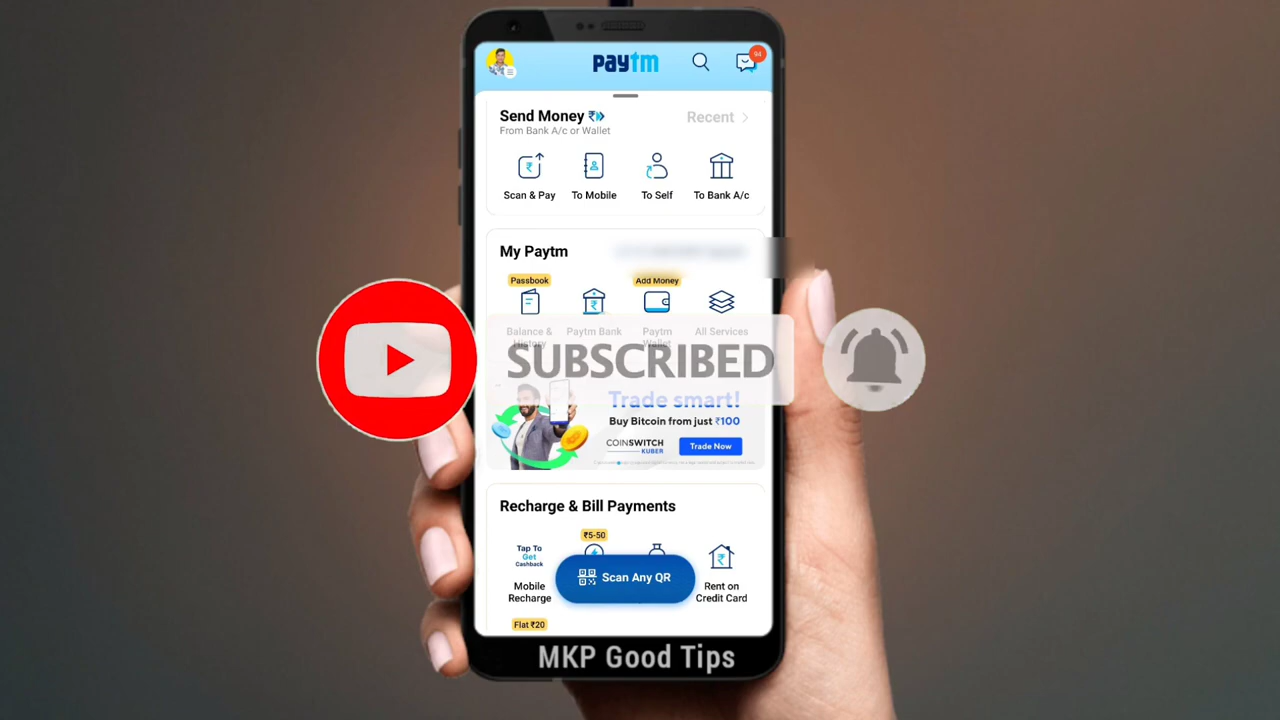 paytm
94
Send Money
Recent
From Bank A/c or Wallet
Scan & Pay
To Mobile
To Self
To Bank A/c
My Paytm
Passbook
Add Money
Balance &
History
Paytm Bank
Paytm
Wallet
All Services
SUBSCRIBED
Trade smart!
Buy Bitcoin from just ₹100
COINSWITCH
KUBER
Trade Now
Recharge & Bill Payments
₹5-50
Tap To
Get
Cashback
Mobile
Recharge
Scan Any QR
Rent on
Credit Card
Flat ₹20
MKP Good Tips